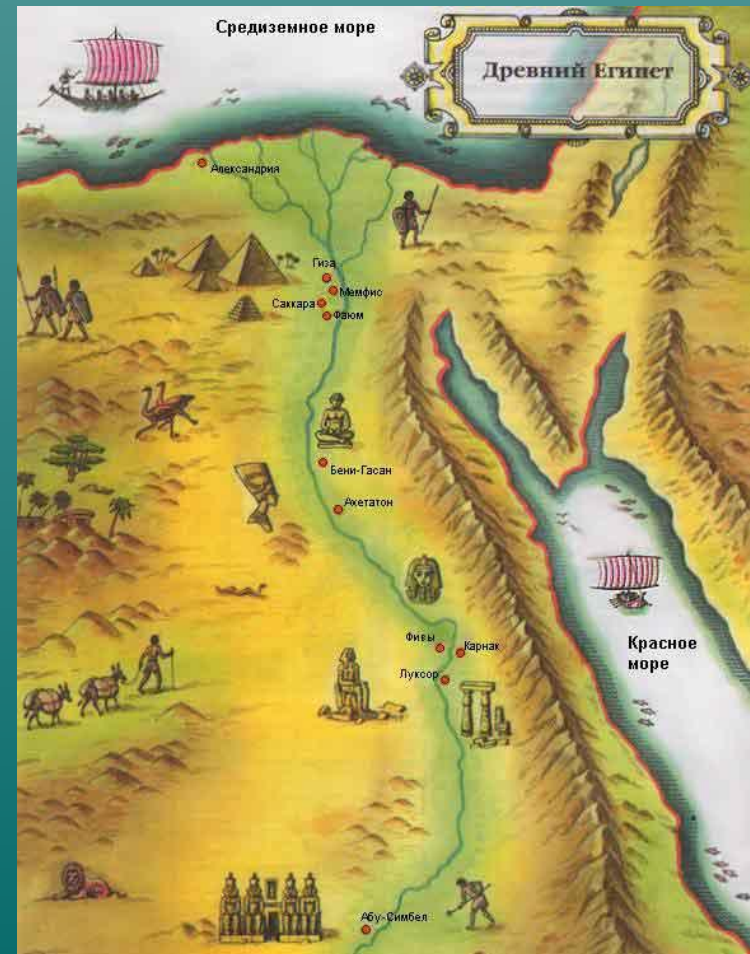 Средиземное море
Древний Египет
Александрия
Гиза
Мемфис
Саккара
Фаюм
Бени-Гасан
Ахетатон
Фивы
Карнак
Луксор
Красное
море
Абу-Симбел